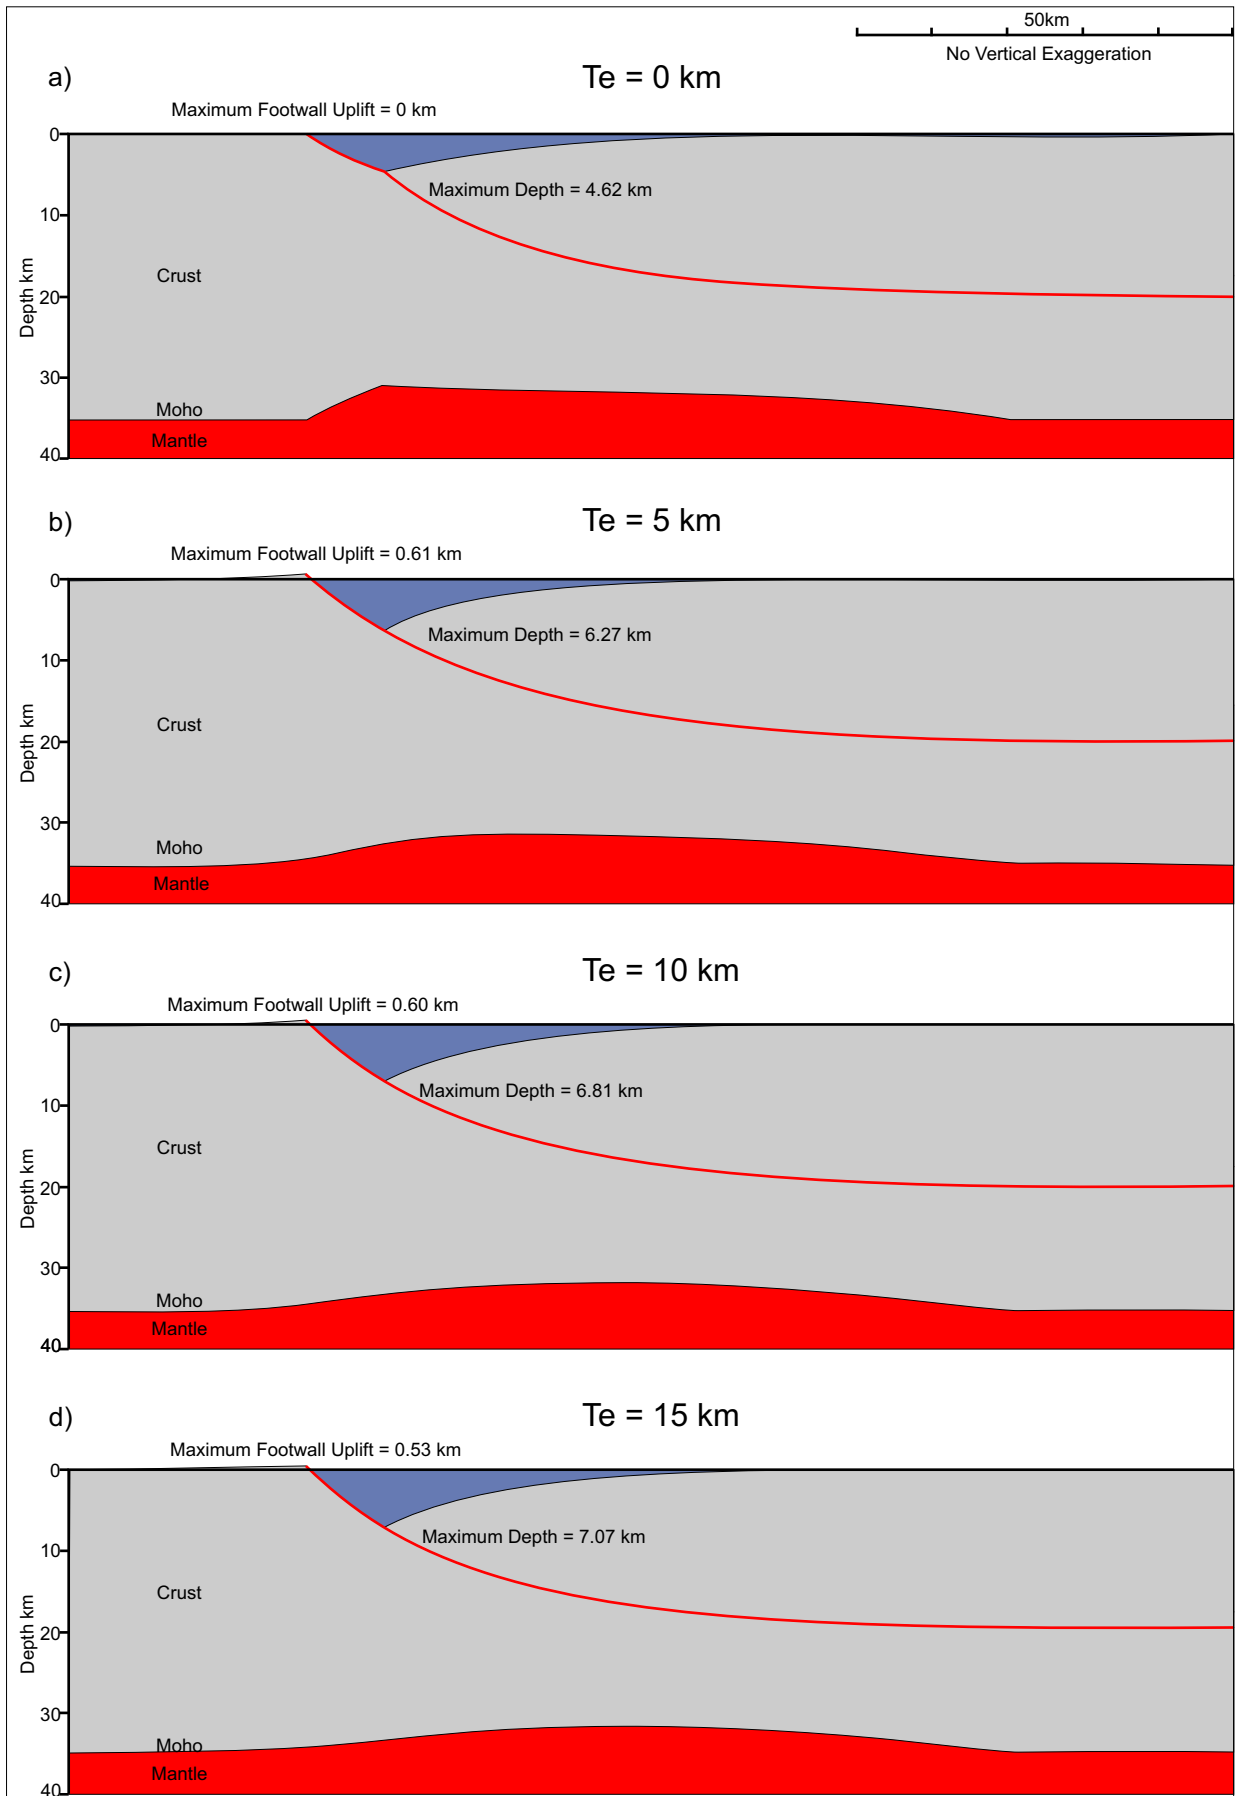 50km
No Vertical Exaggeration
a)
Te = 0 km
Maximum Footwall Uplift = 0 km
0
Maximum Depth = 4.62 km
10
Crust
Depth km
20
30
Moho
Mantle
40
b)
Te = 5 km
Maximum Footwall Uplift = 0.61 km
0
Maximum Depth = 6.27 km
10
Crust
Depth km
20
30
Moho
Mantle
40
c)
Te = 10 km
Maximum Footwall Uplift = 0.60 km
0
Maximum Depth = 6.81 km
10
Crust
Depth km
20
30
Moho
Mantle
40
d)
Te = 15 km
Maximum Footwall Uplift = 0.53 km
0
Maximum Depth = 7.07 km
10
Crust
Depth km
20
30
Moho
Mantle
40